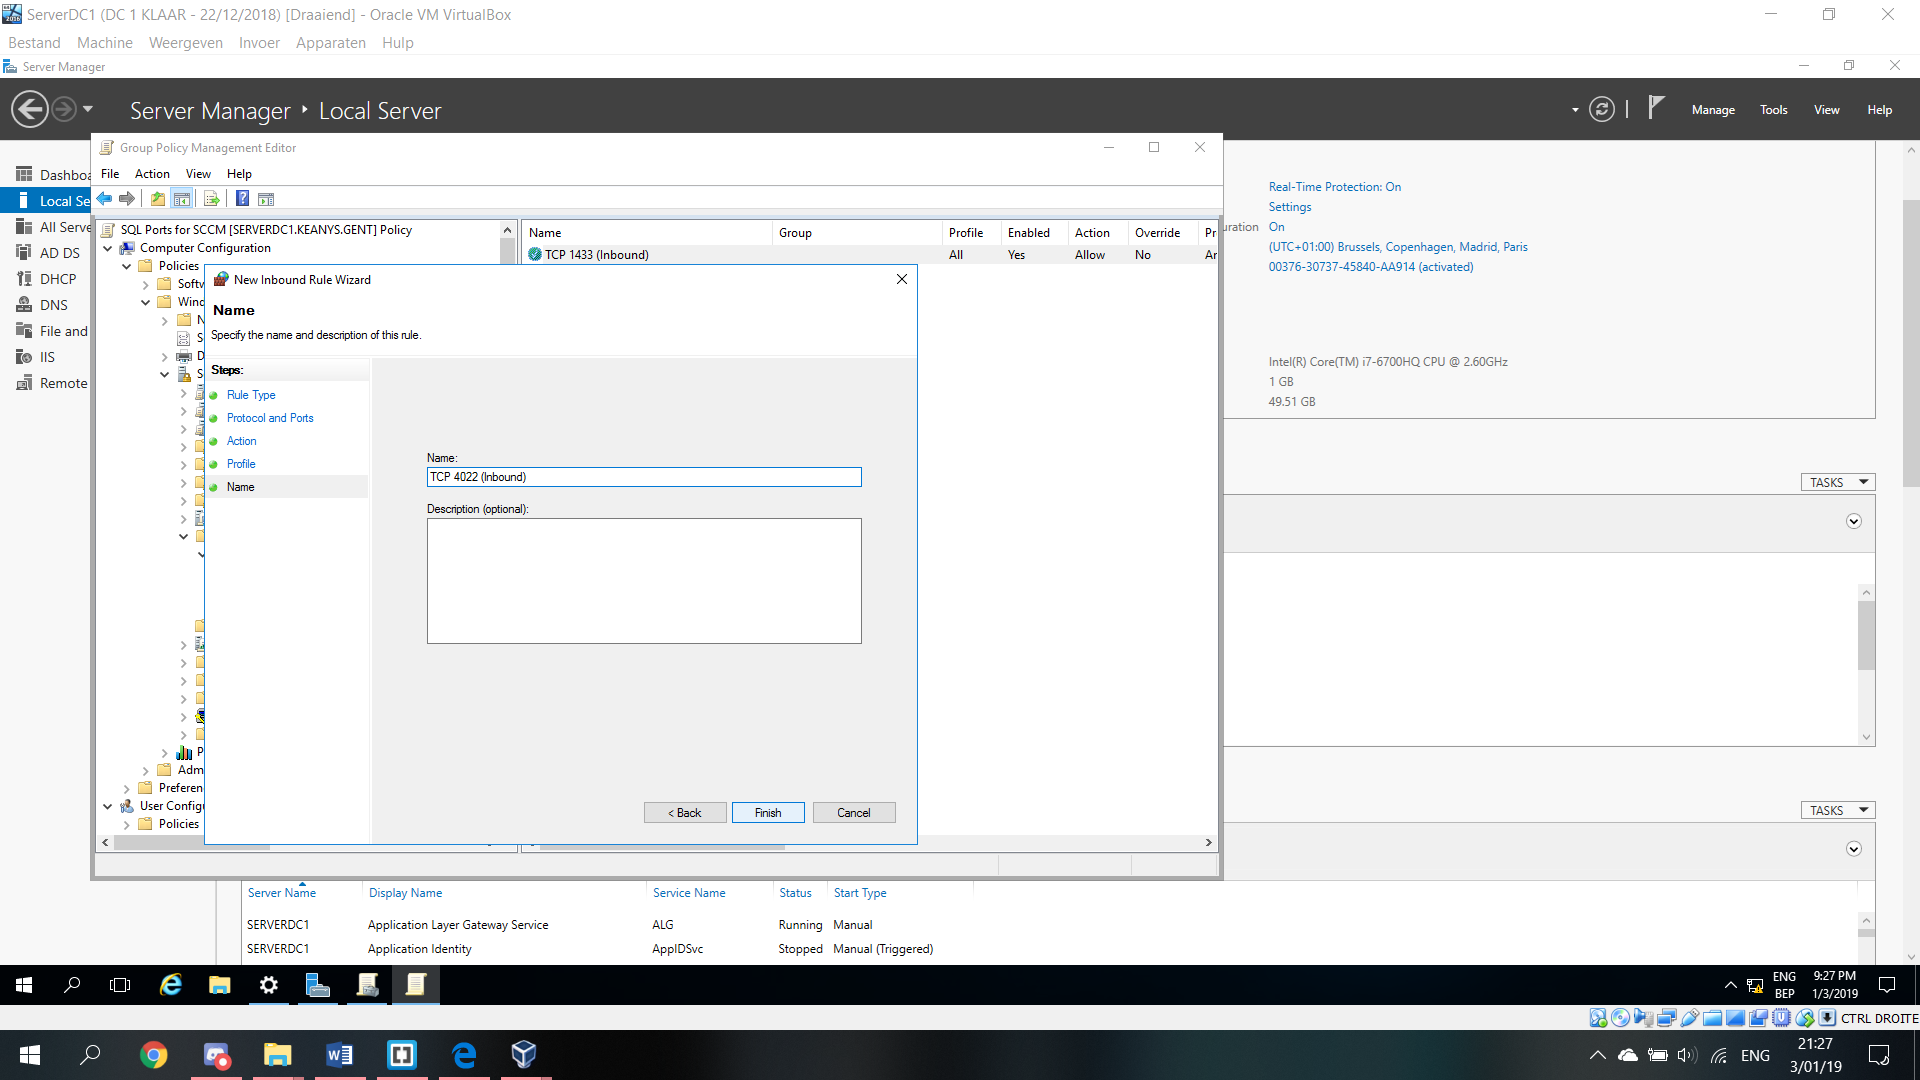 ServerDC1 (DC 1 KLAAR - 22/12/2018) [Draaiend] - Oracle VM VirtualBox
Bestand Machine Weergeven Invoer Apparaten Hulp
Server Manager
Server Manager Local Server
Manage Tools View Help
Group Policy Management Editor
File Action View Help
Dashboa
Local Se
All Serve
AD DS
DHCP
DNS
File and
IIS
Remote
SQL Ports for SCCM [SERVERDC1.KEANYS.GENT] Policy
Computer Configuration
Policies
Softv
Wind
N
S
D
S
P
Adm
Preferen
User Configu
Policies
Name Group Profile Enabled Action Override Pr
TCP 1433 (Inbound) All Yes Allow No Ar
New Inbound Rule Wizard
Name
Specify the name and description of this rule.
Steps:
Rule Type
Protocol and Ports
Action
Profile
Name
Name:
TCP 4022 (Inbound)
Description (optional):
< Back Finish Cancel
Real-Time Protection: On
Settings
uration On
(UTC+01:00) Brussels, Copenhagen, Madrid, Paris
00376-30737-45840-AA914 (activated)
Intel(R) Core(TM) i7-6700HQ CPU @ 2.60GHz
1 GB
49.51 GB
TASKS
TASKS
Server Name Display Name Service Name Status Start Type
SERVERDC1 Application Layer Gateway Service ALG Running Manual
SERVERDC1 Application Identity AppIDSvc Stopped Manual (Triggered)
ENG
BEP
9:27 PM
1/3/2019
CTRL DROITE
ENG
21:27
3/01/19